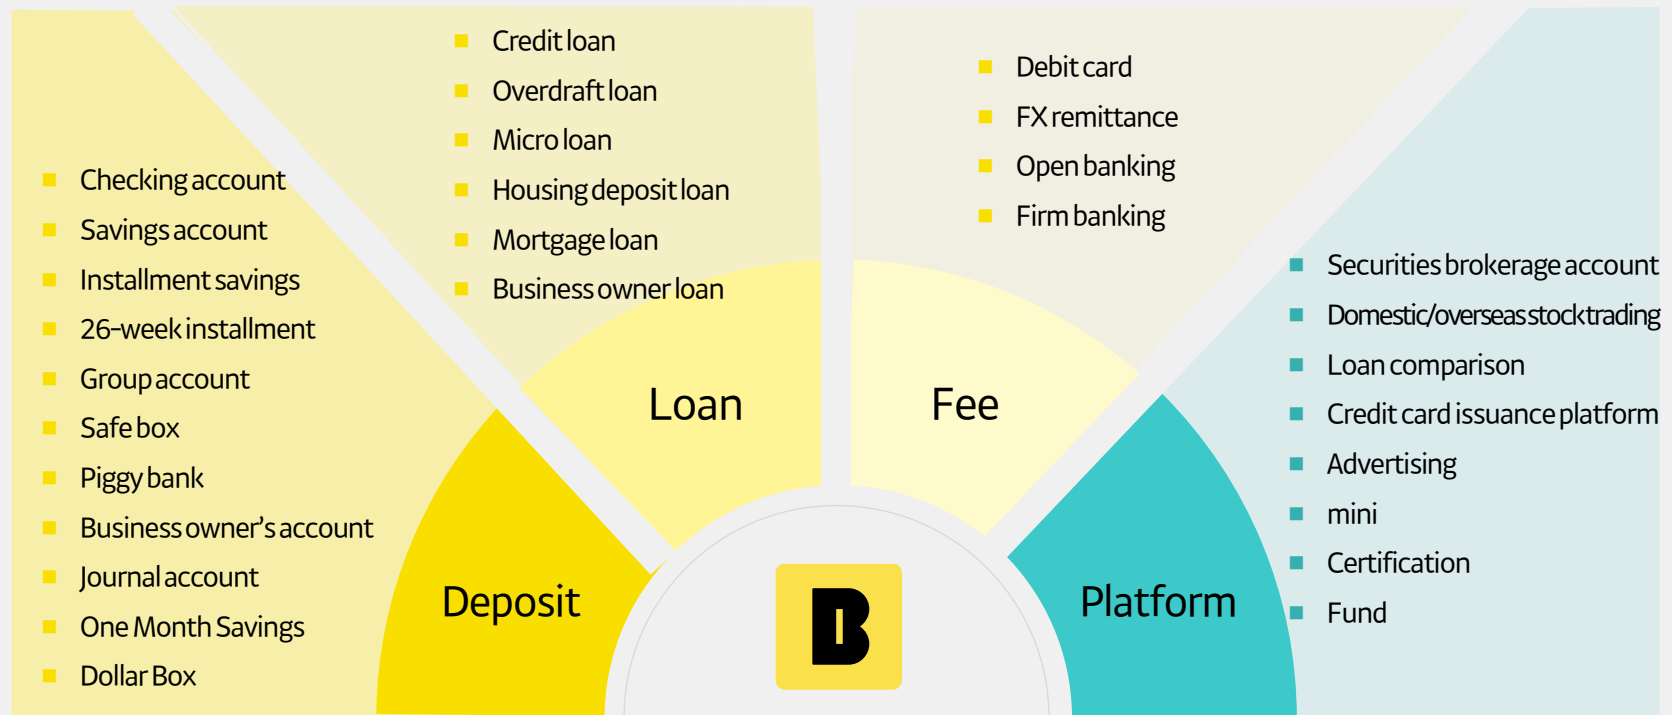 Checking account
Savings account
Installment savings
26-week installment
Group account
Safe box
Piggy bank
Business owner’s account
Journal account
One Month Savings
Dollar Box
Deposit
Credit loan
Overdraft loan
Micro loan
Housing deposit loan
Mortgage loan
Business owner loan
Loan
Debit card
FX remittance
Open banking
Firm banking
Fee
Securities brokerage account
Domestic/overseas stock trading
Loan comparison
Credit card issuance platform
Advertising
mini
Certification
Fund
Platform
B